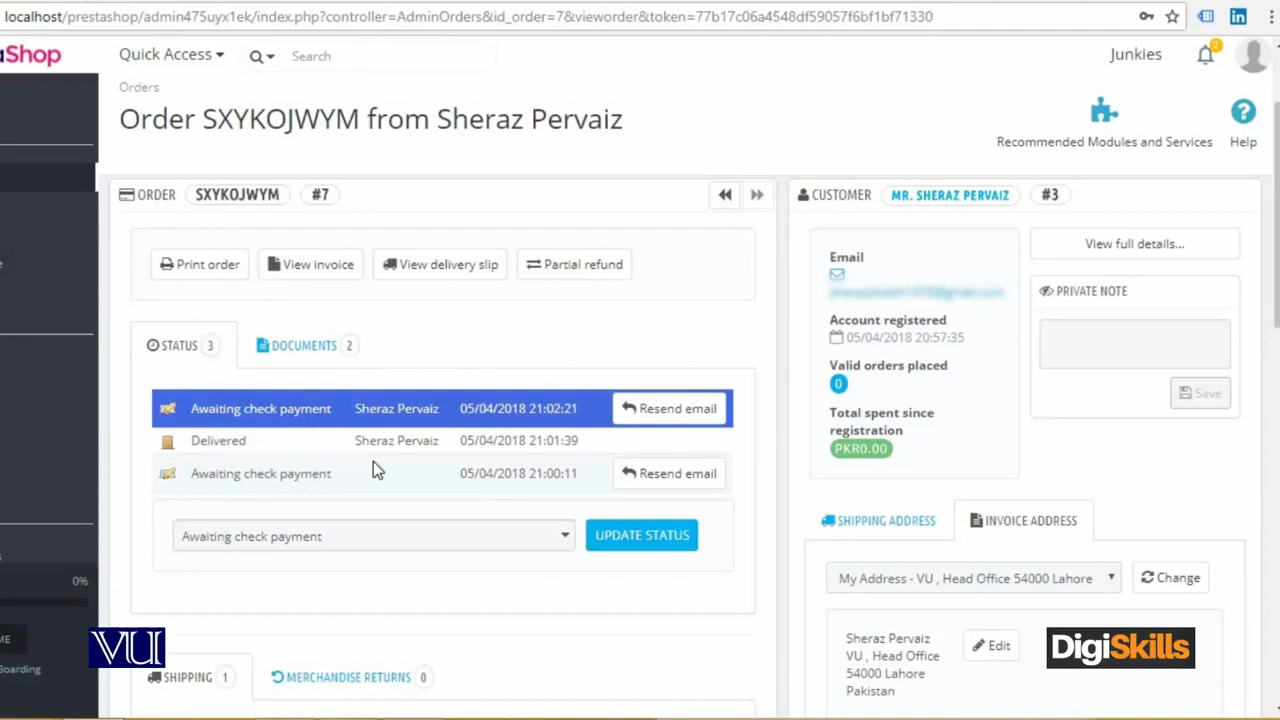 localhost/prestashop/admin475uyx1ek/index.php?controller=AdminOrders&id_order=7&vieworder&token=77b17c06a4548df59057f6bf1bf71330
aShop
Quick Access
Search
Junkies
2
Orders
Order SXYKOJWYM from Sheraz Pervaiz
Recommended Modules and Services
Help
ORDER SXYKOJWYM #7
Print order
View invoice
View delivery slip
Partial refund
STATUS 3
DOCUMENTS 2
Awaiting check payment Sheraz Pervaiz 05/04/2018 21:02:21 Resend email
Delivered Sheraz Pervaiz 05/04/2018 21:01:39
Awaiting check payment 05/04/2018 21:00:11 Resend email
Awaiting check payment
UPDATE STATUS
SHIPPING 1
MERCHANDISE RETURNS 0
CUSTOMER MR. SHERAZ PERVAIZ #3
Email
Account registered
05/04/2018 20:57:35
Valid orders placed
0
Total spent since
registration
PKR0.00
View full details...
PRIVATE NOTE
Save
SHIPPING ADDRESS
INVOICE ADDRESS
My Address - VU , Head Office 54000 Lahore
Change
Sheraz Pervaiz
VU , Head Office
54000 Lahore
Pakistan
Edit
0%
ME
Boarding
VU
DigiSkills